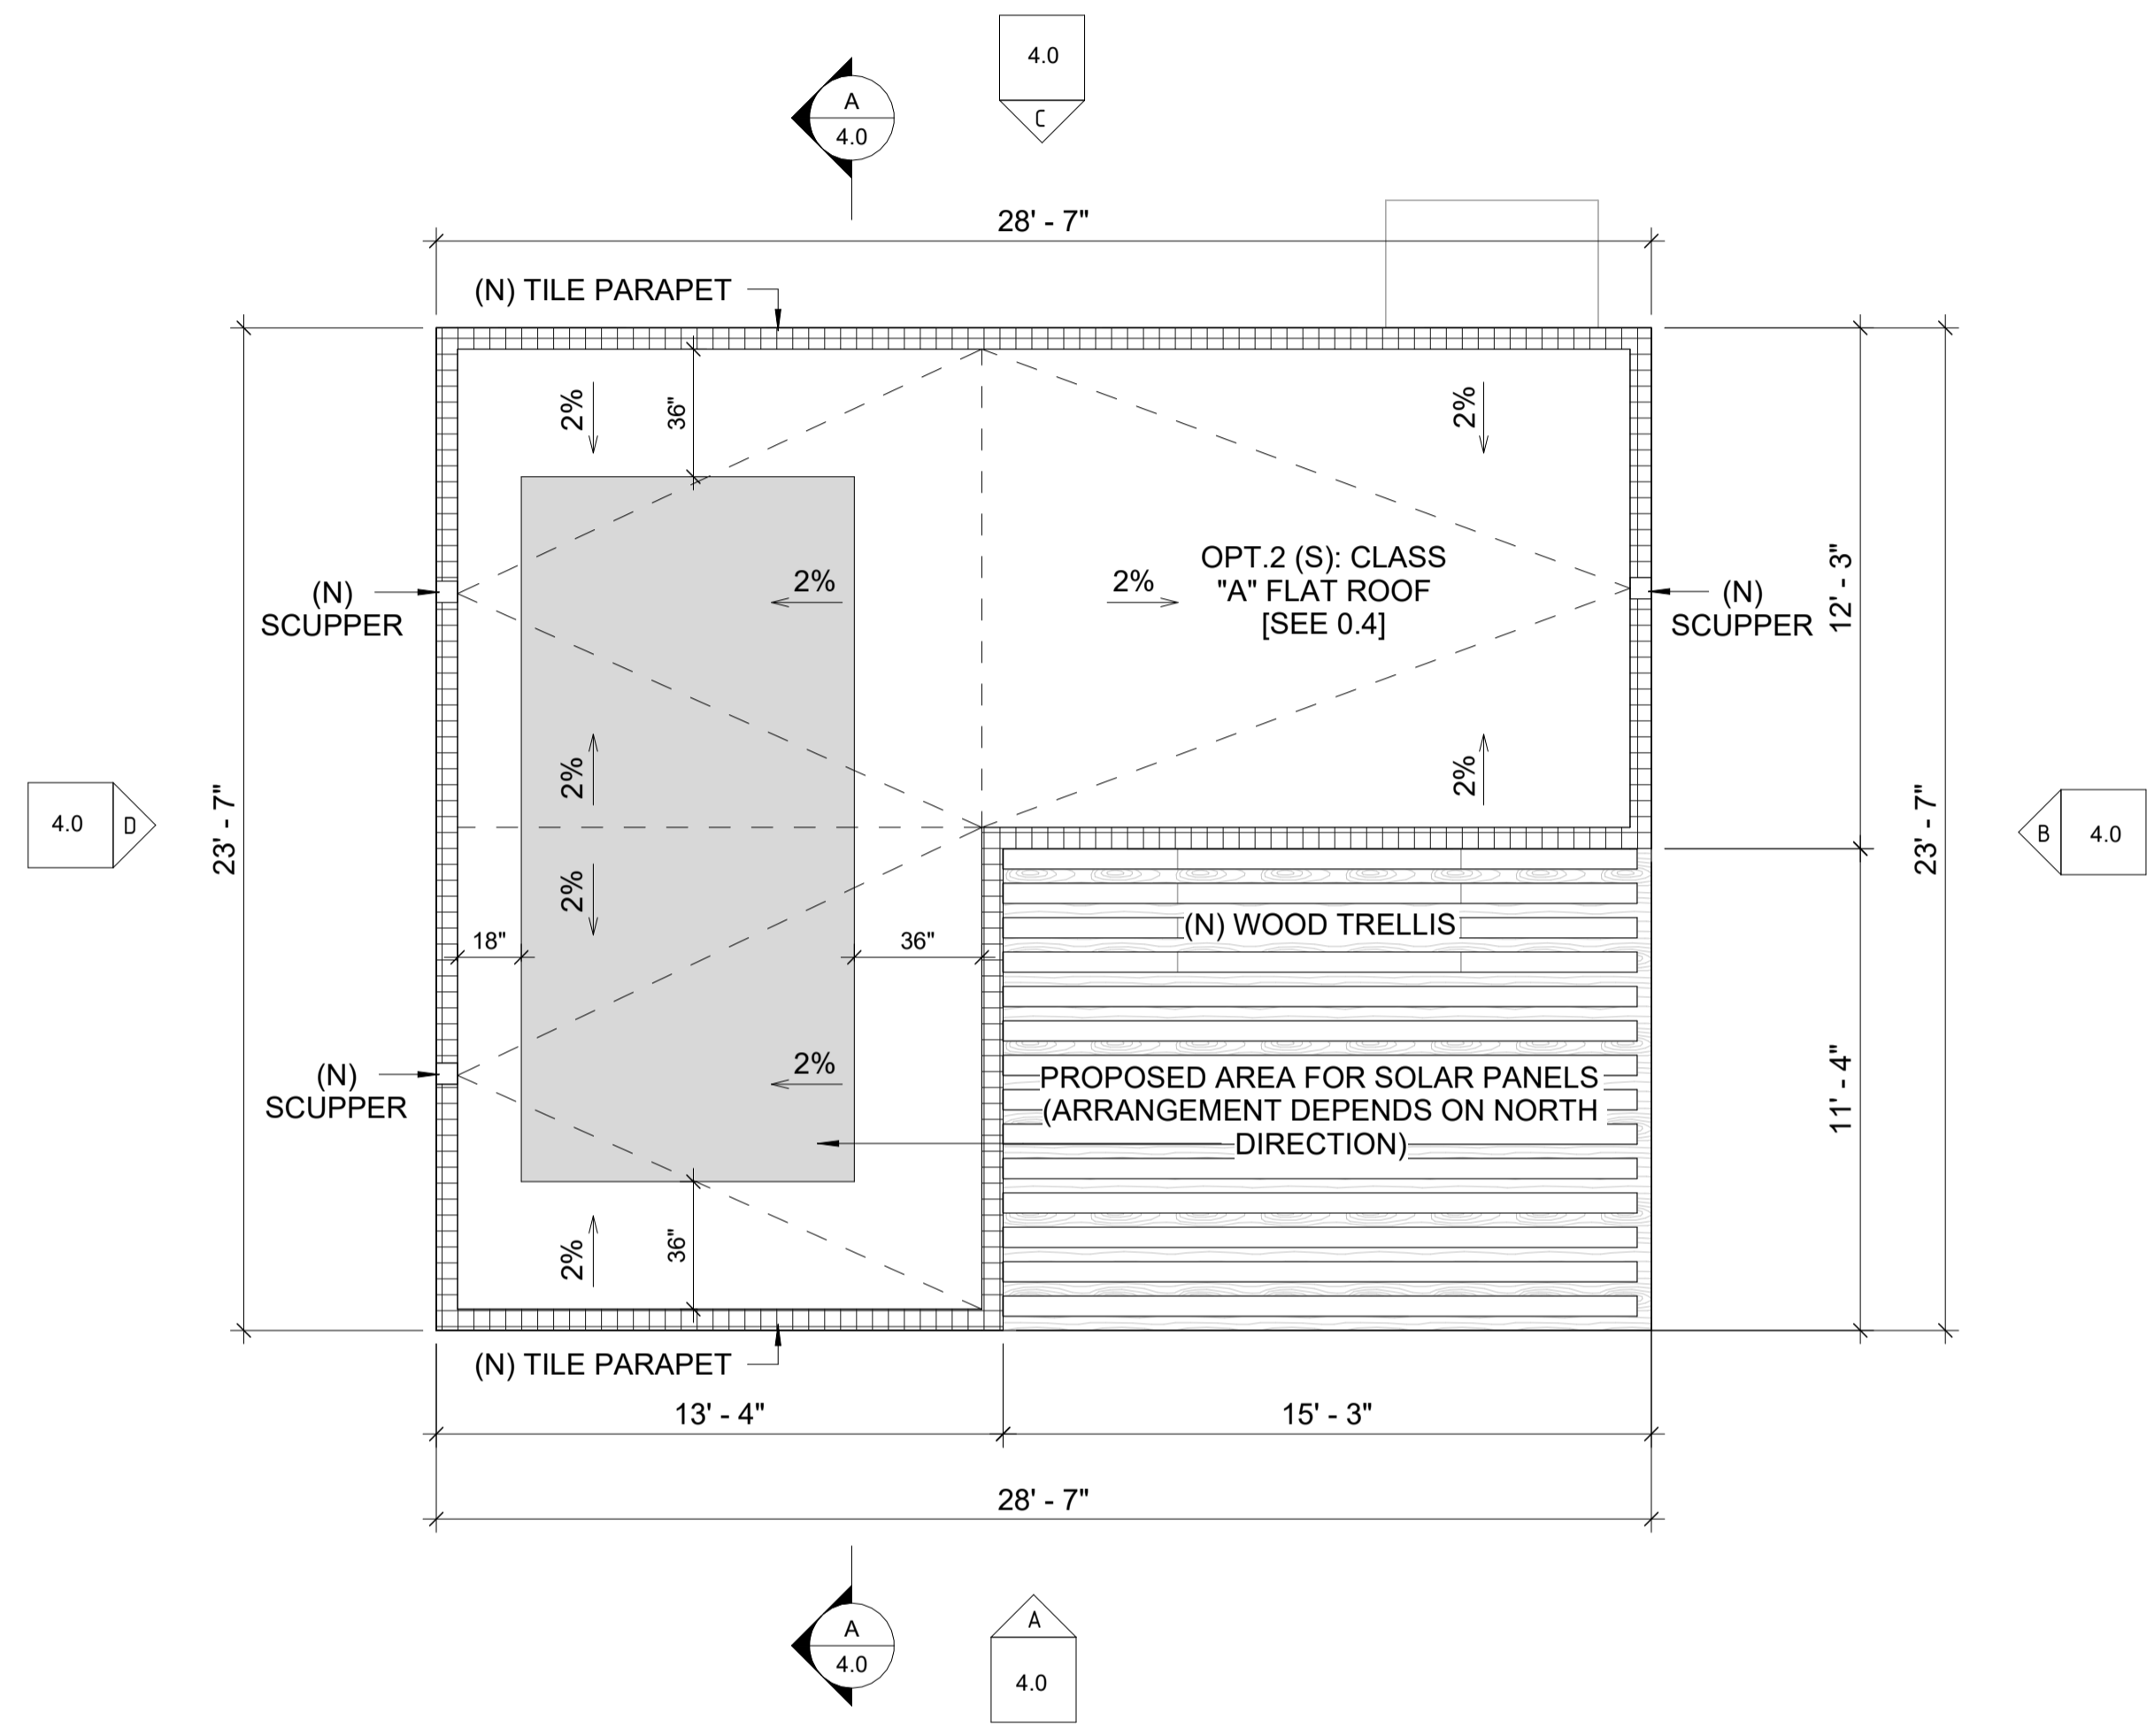 4.0
C
A
4.0
28' - 7"
(N) TILE PARAPET
2%
36"
2%
OPT.2 (S): CLASS
"A" FLAT ROOF
[SEE 0.4]
2%
2%
(N)
SCUPPER
(N)
SCUPPER
12' - 3"
2%
2%
23' - 7"
4.0
D
23' - 7"
B
4.0
2%
18"
36"
(N) WOOD TRELLIS
2%
(N)
SCUPPER
PROPOSED AREA FOR SOLAR PANELS
(ARRANGEMENT DEPENDS ON NORTH
DIRECTION)
11' - 4"
2%
36"
(N) TILE PARAPET
13' - 4"
15' - 3"
28' - 7"
A
4.0
A
4.0